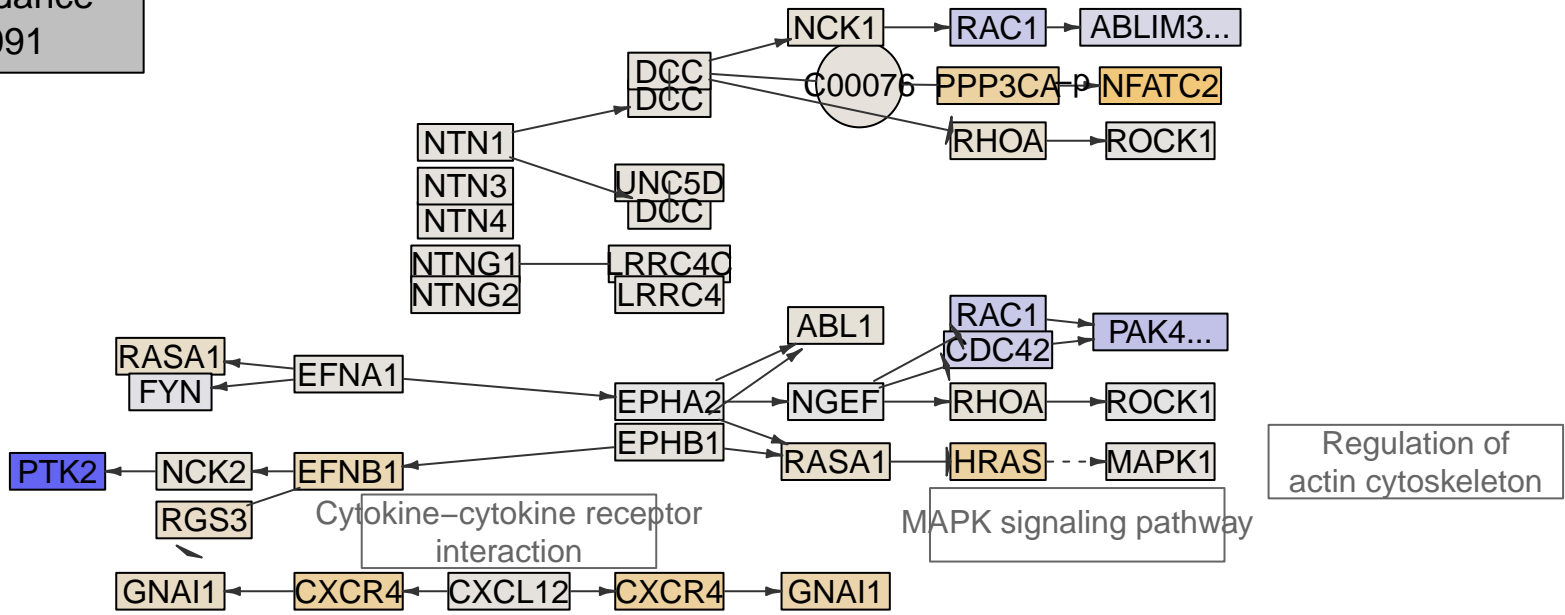 NCK1
RAC1
ABLIM3...
DCC
DCC
C00076
PPP3CA
p
NFATC2
NTN1
RHOA
ROCK1
NTN3
NTN4
UNC5D
DCC
NTNG1
NTNG2
LRRC4C
LRRC4
ABL1
RAC1
CDC42
PAK4...
RASA1
FYN
EFNA1
EPHA2
EPHB1
NGEF
RHOA
ROCK1
PTK2
NCK2
EFNB1
RASA1
HRAS
MAPK1
Regulation of
actin cytoskeleton
RGS3
Cytokine–cytokine receptor
interaction
MAPK signaling pathway
GNAI1
CXCR4
CXCL12
CXCR4
GNAI1